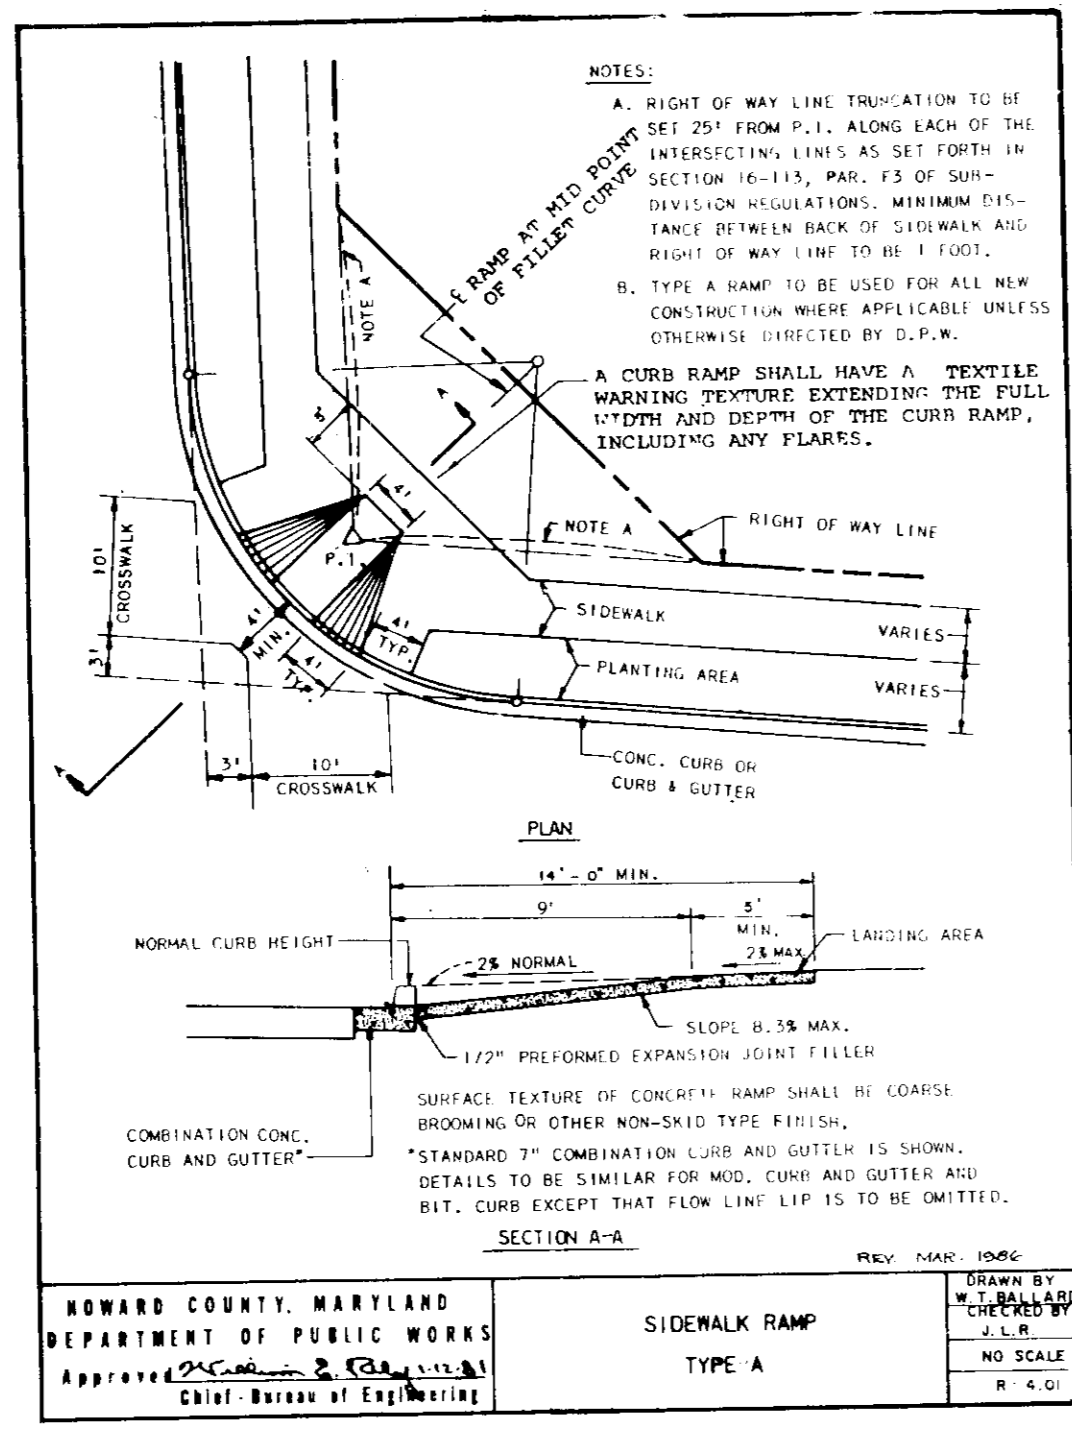 NOTES:
A. RIGHT OF WAY LINE TRUNCATION TO BE
SET 25' FROM P.I. ALONG EACH OF THE
INTERSECTING LINES AS SET FORTH IN
SECTION 16-113, PAR. F3 OF SUB-
DIVISION REGULATIONS. MINIMUM DIS-
TANCE BETWEEN BACK OF SIDEWALK AND
RIGHT OF WAY LINE TO BE 1 FOOT.
B. TYPE A RAMP TO BE USED FOR ALL NEW
CONSTRUCTION WHERE APPLICABLE UNLESS
OTHERWISE DIRECTED BY D.P.W.
A CURB RAMP SHALL HAVE A TEXTILE
WARNING TEXTURE EXTENDING THE FULL
WIDTH AND DEPTH OF THE CURB RAMP,
INCLUDING ANY FLARES.
℄ RAMP AT MID POINT
OF FILLET CURVE
NOTE A
A
5'
4'
P.I.
NOTE A
RIGHT OF WAY LINE
10'
CROSSWALK
3'
4'
MIN.
4'
TYP.
4'
TYP.
SIDEWALK
VARIES
PLANTING AREA
VARIES
A
3'
10'
CROSSWALK
CONC. CURB OR
CURB & GUTTER
PLAN
14'-0" MIN.
9'
5'
MIN.
NORMAL CURB HEIGHT
2% NORMAL
2% MAX.
LANDING AREA
SLOPE 8.3% MAX.
1/2" PREFORMED EXPANSION JOINT FILLER
SURFACE TEXTURE OF CONCRETE RAMP SHALL BE COARSE
BROOMING OR OTHER NON-SKID TYPE FINISH.
COMBINATION CONC.
CURB AND GUTTER*
*STANDARD 7" COMBINATION CURB AND GUTTER IS SHOWN.
DETAILS TO BE SIMILAR FOR MOD. CURB AND GUTTER AND
BIT. CURB EXCEPT THAT FLOW LINE LIP IS TO BE OMITTED.
SECTION A-A
REV. MAR. 1986
HOWARD COUNTY, MARYLAND
DEPARTMENT OF PUBLIC WORKS
Approved William E. Riley 1-12-81
Chief-Bureau of Engineering
SIDEWALK RAMP
TYPE A
DRAWN BY
W.T.BALLARD
CHECKED BY
J.L.R.
NO SCALE
R-4.01